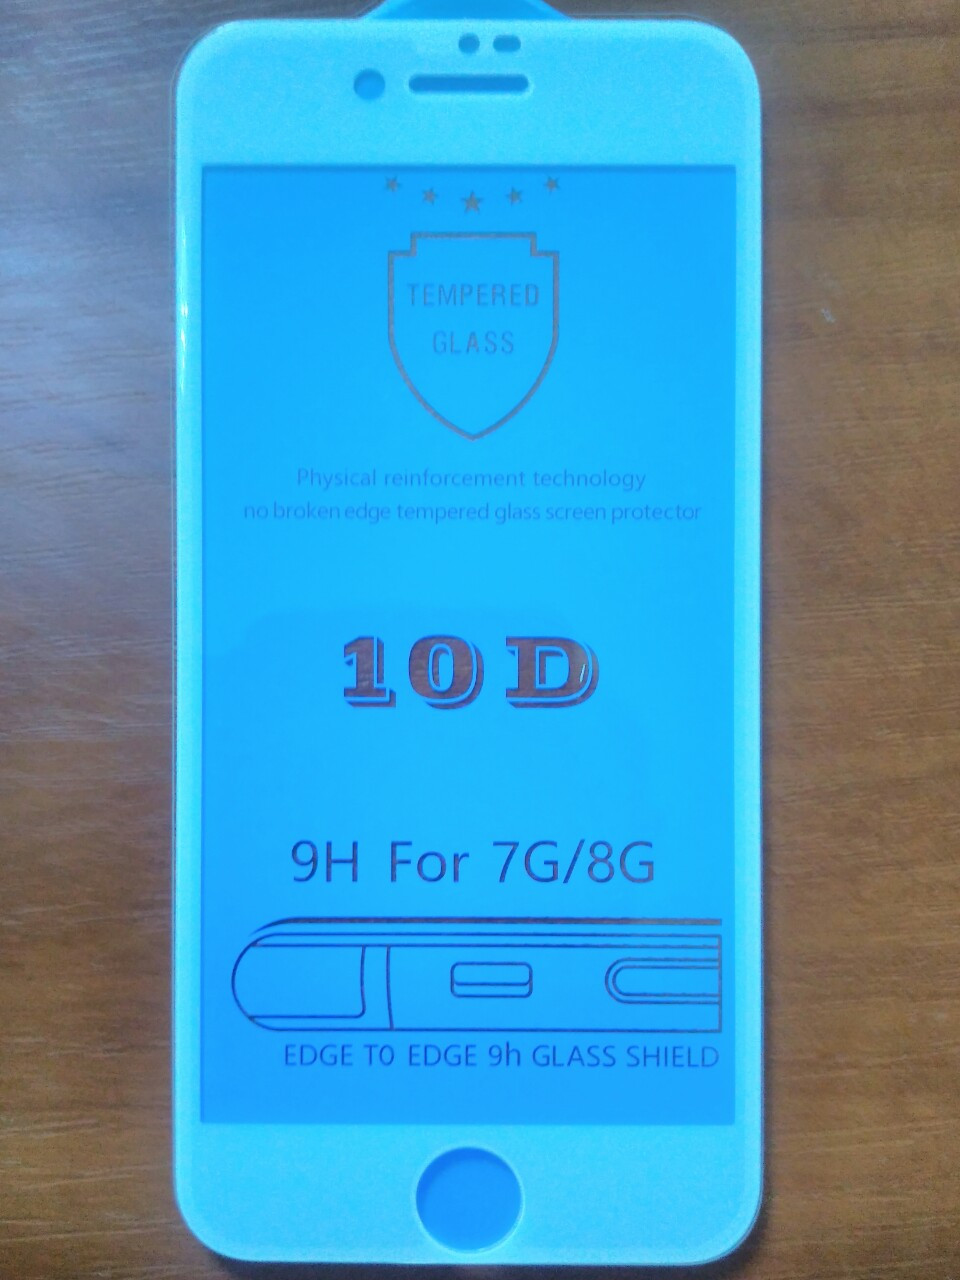 TEMPERED
GLASS
Physical reinforcement technology
no broken edge tempered glass screen protector
10D
9H For 7G/8G
EDGE TO EDGE 9h GLASS SHIELD